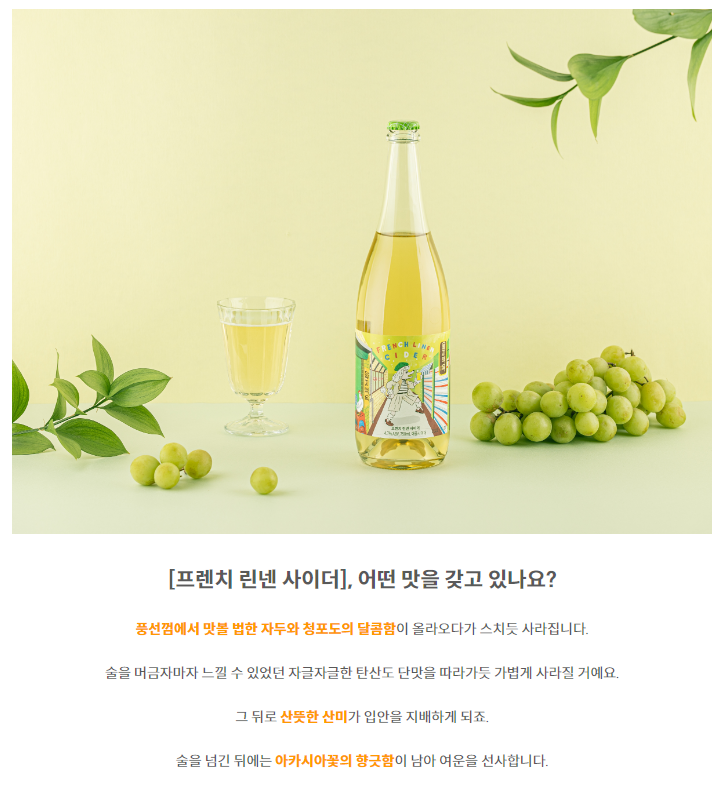 FRENCH LINEN
CIDER
[프렌치 린넨 사이더], 어떤 맛을 갖고 있나요?
풍선껌에서 맛볼 법한 자두와 청포도의 달콤함이 올라오다가 스치듯 사라집니다.
술을 머금자마자 느낄 수 있었던 자글자글한 탄산도 단맛을 따라가듯 가볍게 사라질 거예요.
그 뒤로 산뜻한 산미가 입안을 지배하게 되죠.
술을 넘긴 뒤에는 아카시아꽃의 향긋함이 남아 여운을 선사합니다.